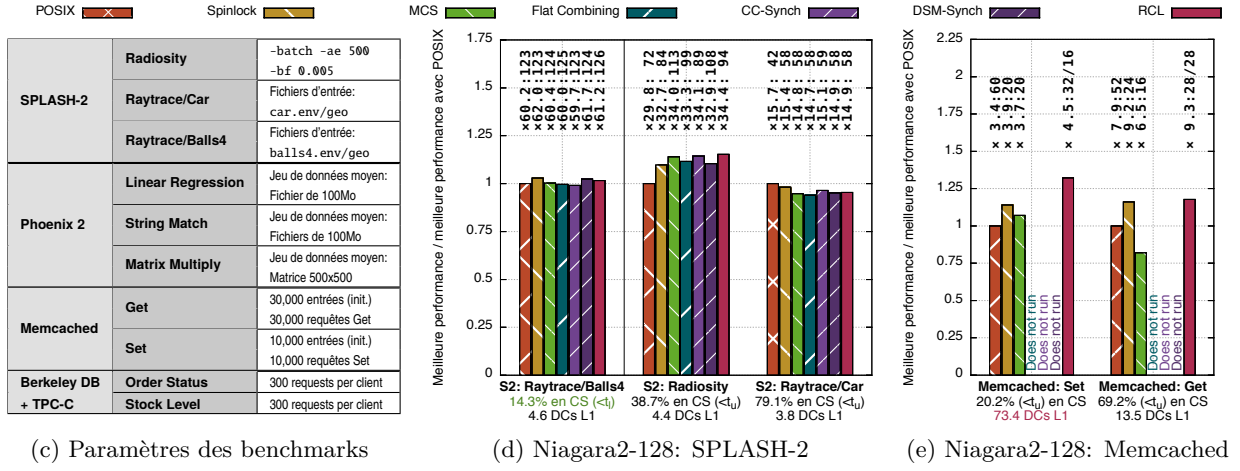 POSIX Spinlock MCS Flat Combining CC-Synch DSM-Synch RCL
SPLASH-2
Radiosity
-batch -ae 500
-bf 0.005
Raytrace/Car
Fichiers d'entrée:
car.env/geo
Raytrace/Balls4
Fichiers d'entrée:
balls4.env/geo
Phoenix 2
Linear Regression
Jeu de données moyen:
Fichier de 100Mo
String Match
Jeu de données moyen:
Fichiers de 100Mo
Matrix Multiply
Jeu de données moyen:
Matrice 500x500
Memcached
Get
30,000 entrées (init.)
30,000 requêtes Get
Set
10,000 entrées (init.)
10,000 requêtes Set
Berkeley DB
+ TPC-C
Order Status
300 requests per client
Stock Level
300 requests per client
(c) Paramètres des benchmarks
Meilleure performance / meilleure performance avec POSIX
1.75
1.5
1.25
1
0.75
0.5
0.25
0
×60.2:123
×62.0:123
×60.4:124
×60.0:125
×59.7:123
×61.7:124
×61.2:126
×29.8: 72
×32.7: 84
×34.0:113
×33.3: 99
×34.1: 89
×32.9:108
×34.4: 94
×15.7: 42
×15.4: 58
×14.8: 58
×14.7: 58
×15.1: 59
×14.9: 58
×14.9: 58
S2: Raytrace/Balls4
14.3% en CS (<tl)
4.6 DCs L1
S2: Radiosity
38.7% en CS (<tu)
4.4 DCs L1
S2: Raytrace/Car
79.1% en CS (<tu)
3.8 DCs L1
(d) Niagara2-128: SPLASH-2
Meilleure performance / meilleure performance avec POSIX
2.25
2
1.75
1.5
1.25
1
0.75
0.5
0.25
0
× 3.4:60
× 3.9:20
× 3.7:20
Does not run
Does not run
Does not run
× 4.5:32/16
× 7.9:52
× 9.2:24
× 6.5:16
Does not run
Does not run
Does not run
× 9.3:28/28
Memcached: Set
20.2% en CS (<tu)
73.4 DCs L1
Memcached: Get
69.2% en CS (<tu)
13.5 DCs L1
(e) Niagara2-128: Memcached